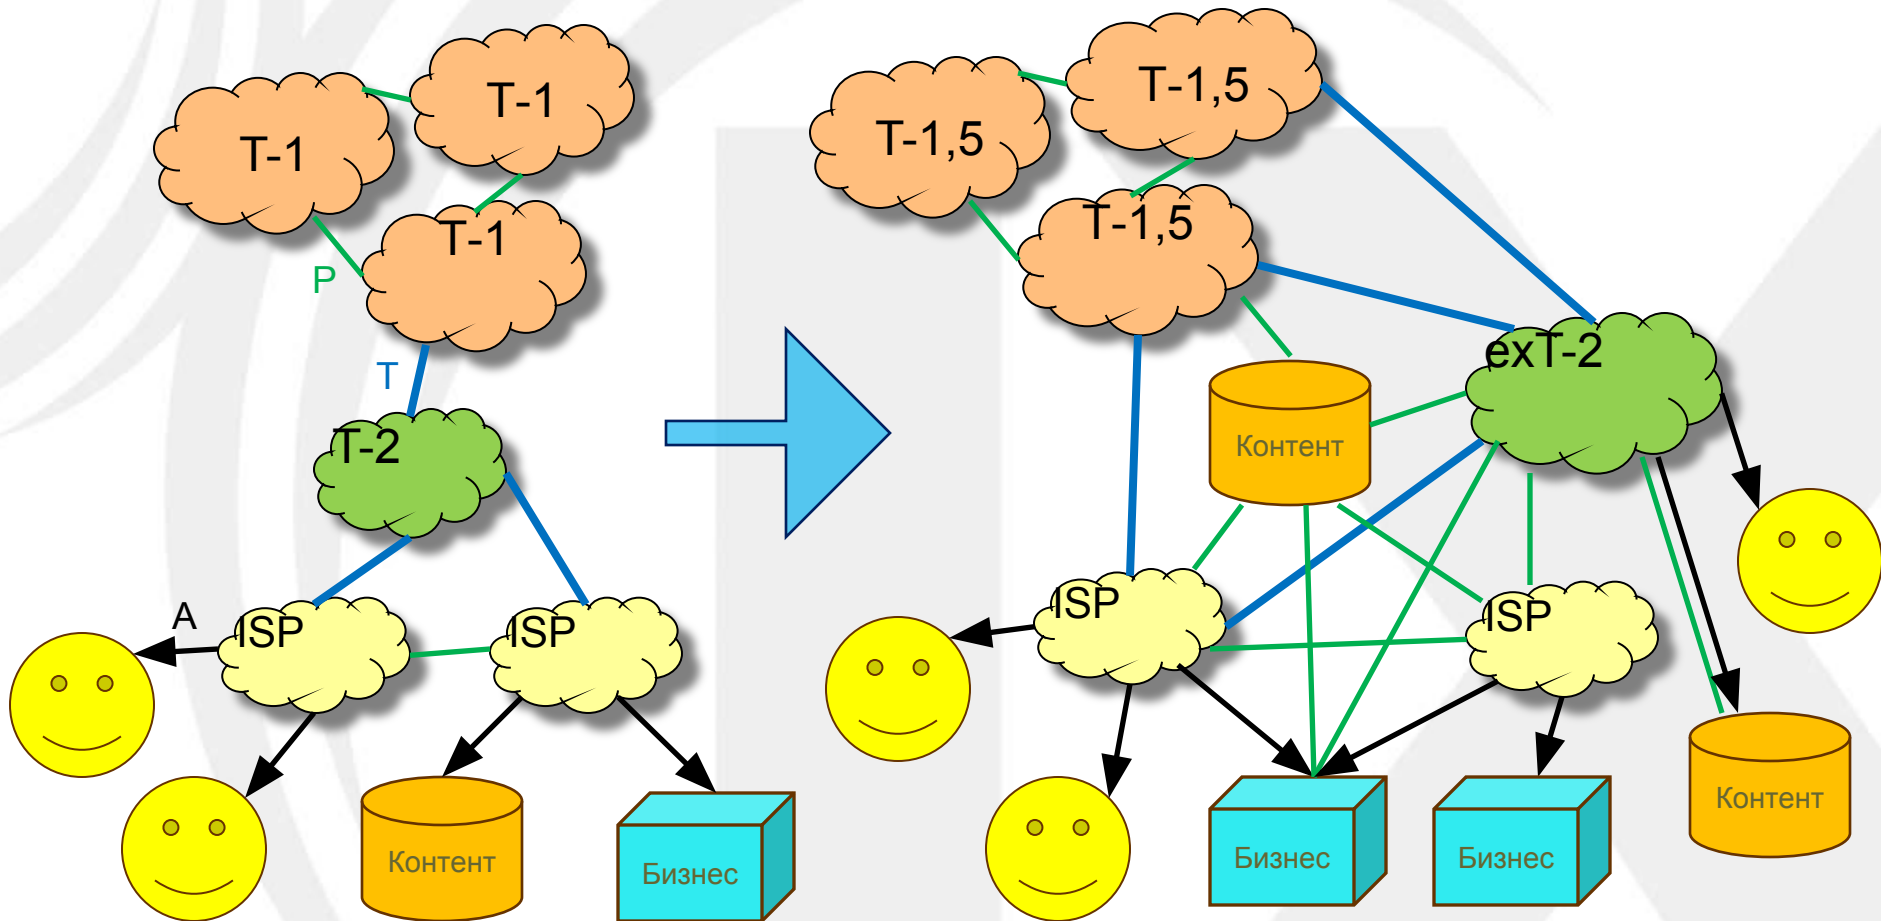 T-1
T-1
T-1
P
T
T-2
A
ISP
ISP
Контент
Бизнес
T-1,5
T-1,5
T-1,5
exT-2
Контент
ISP
ISP
Контент
Бизнес
Бизнес